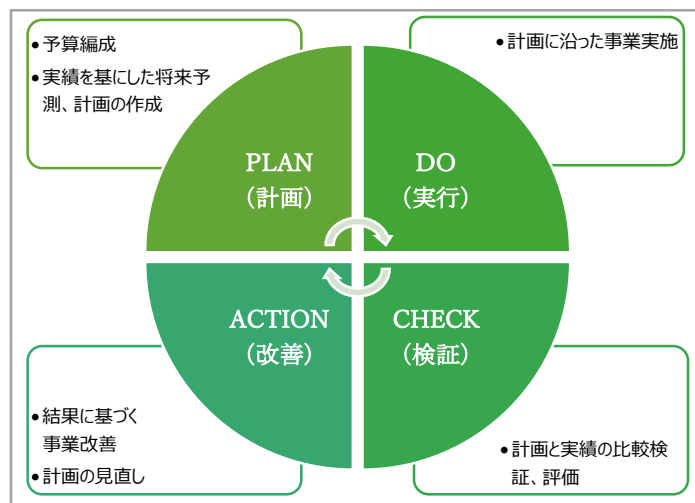 • 予算編成
• 実績を基にした将来予
測、計画の作成
• 計画に沿った事業実施
PLAN
（計画）
DO
（実行）
ACTION
（改善）
CHECK
（検証）
• 結果に基づく
事業改善
• 計画の見直し
• 計画と実績の比較検
証、評価